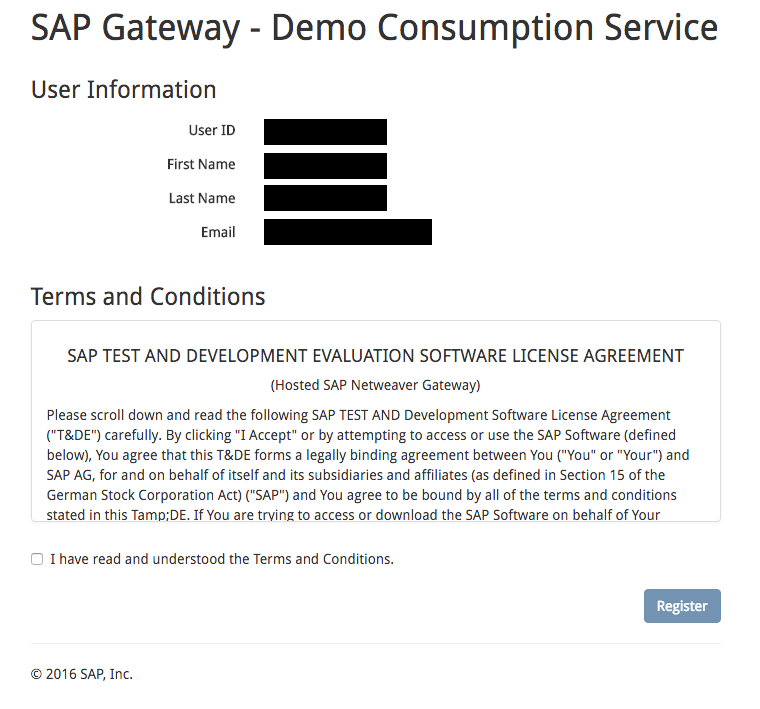 SAP Gateway - Demo Consumption Service
User Information
User ID
First Name
Last Name
Email
Terms and Conditions
SAP TEST AND DEVELOPMENT EVALUATION SOFTWARE LICENSE AGREEMENT
(Hosted SAP Netweaver Gateway)
Please scroll down and read the following SAP TEST AND Development Software License Agreement
("T&DE") carefully. By clicking "I Accept" or by attempting to access or use the SAP Software (defined
below), You agree that this T&DE forms a legally binding agreement between You ("You" or "Your") and
SAP AG, for and on behalf of itself and its subsidiaries and affiliates (as defined in Section 15 of the
German Stock Corporation Act) ("SAP") and You agree to be bound by all of the terms and conditions
stated in this Tamp;DE. If You are trying to access or download the SAP Software on behalf of Your
I have read and understood the Terms and Conditions.
Register
© 2016 SAP, Inc.